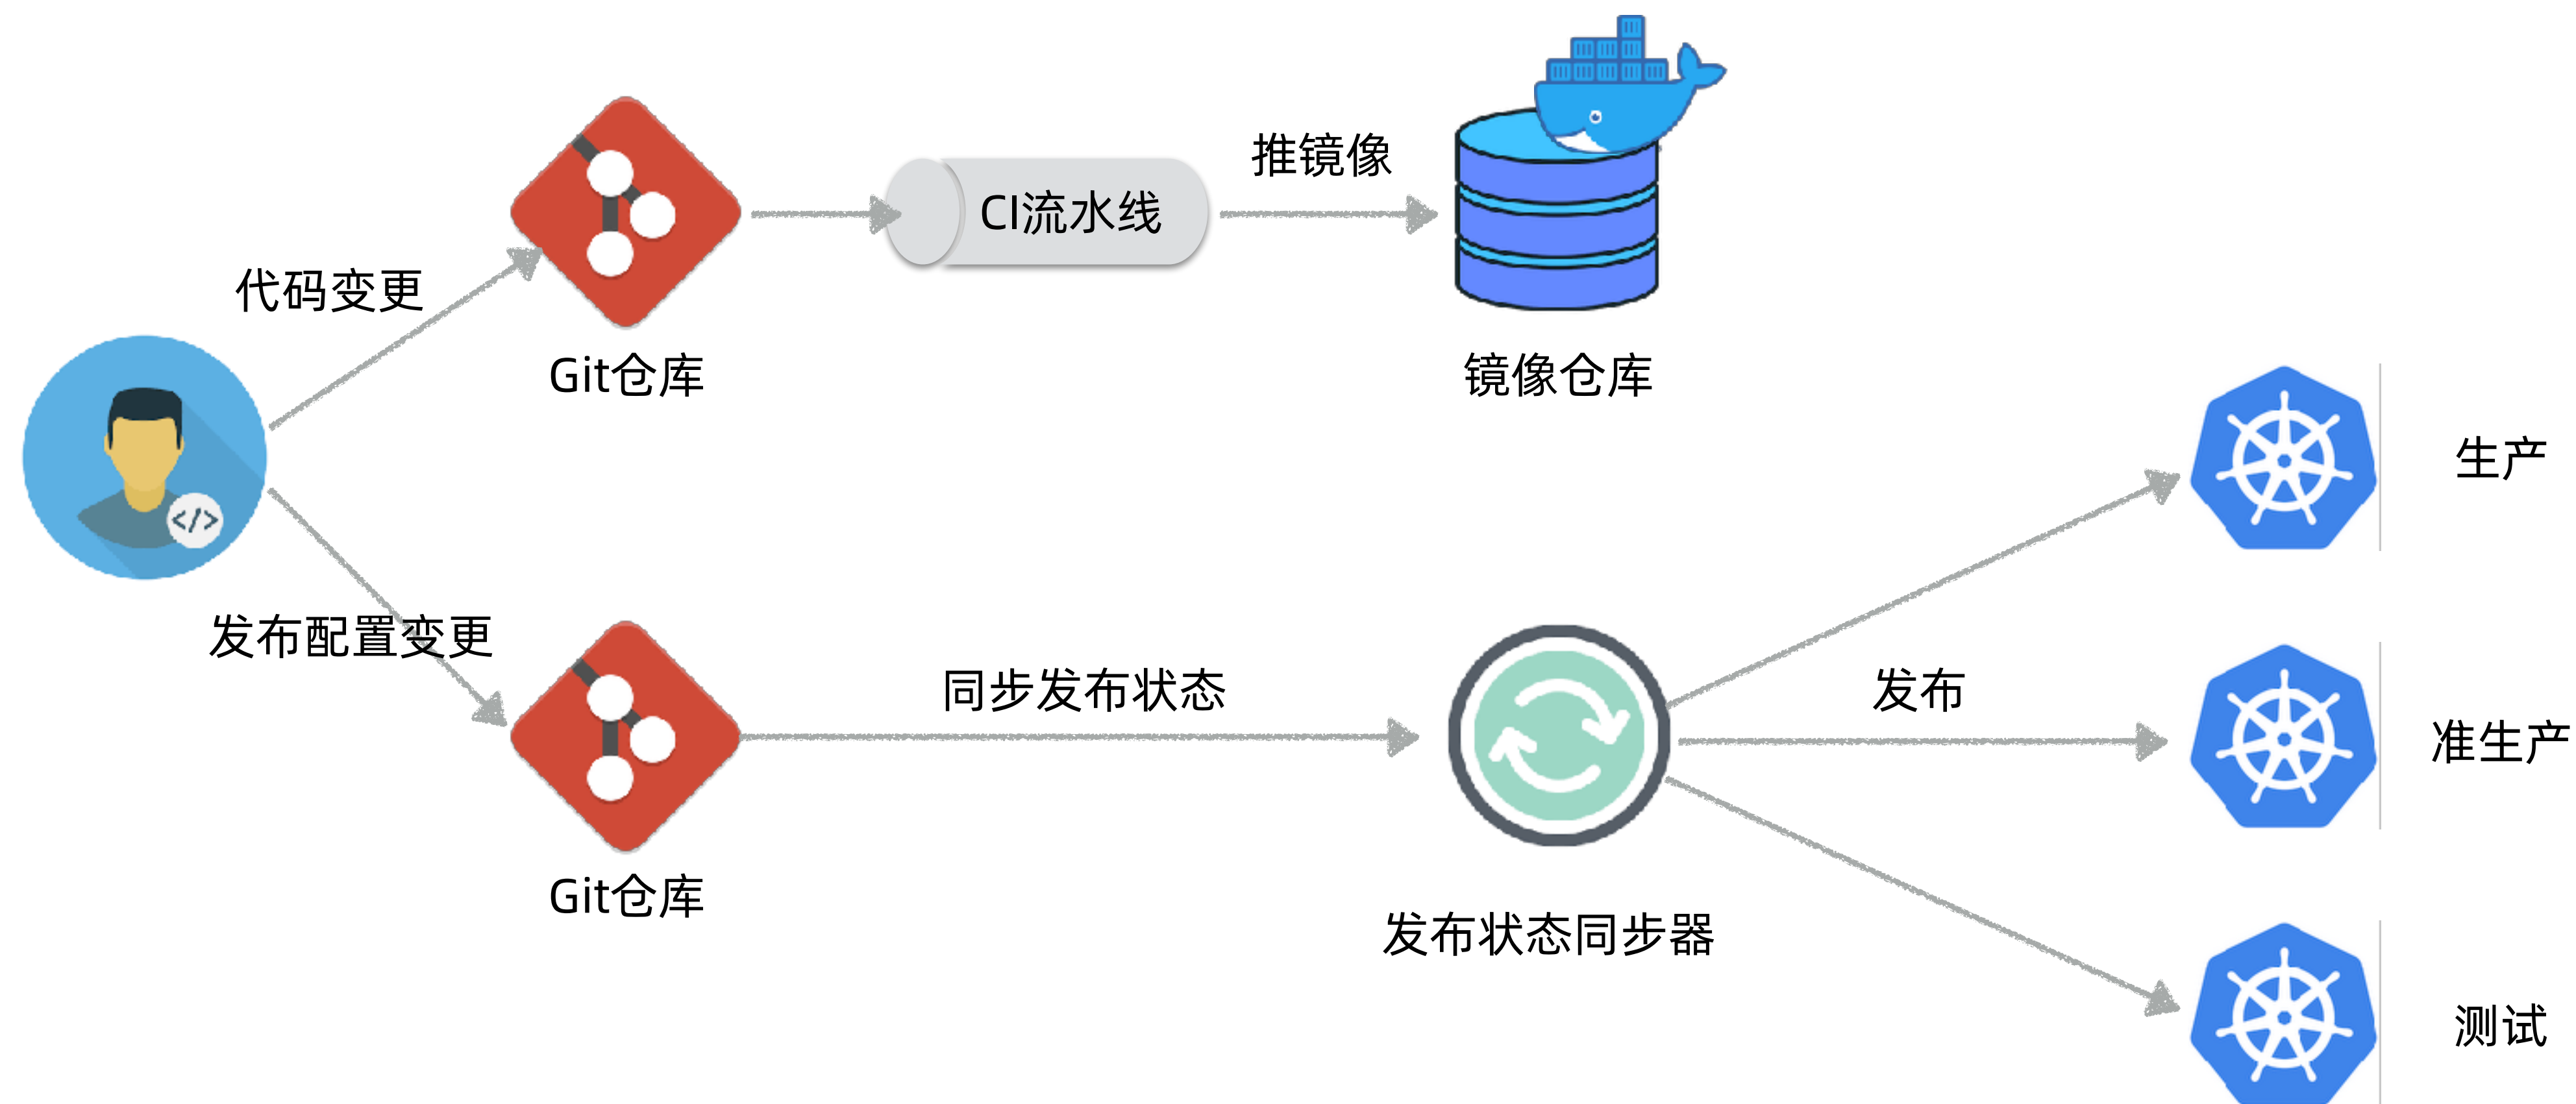 推镜像
CI流水线
代码变更
Git仓库
镜像仓库
</>
生产
发布配置变更
同步发布状态
发布
准生产
Git仓库
发布状态同步器
测试